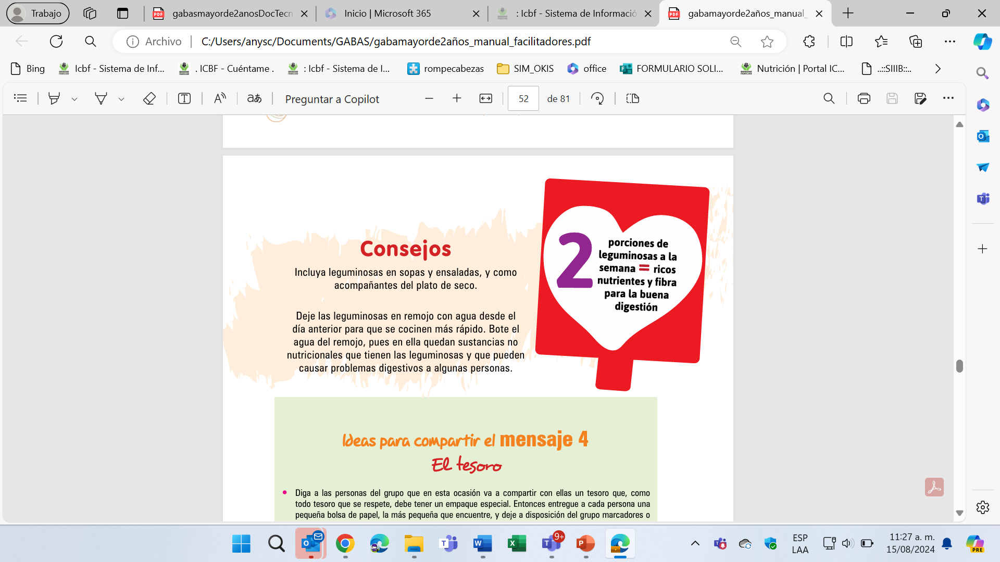 Trabajo
gabasmayorde2anosDocTecn
Inicio | Microsoft 365
: Icbf - Sistema de Informació
gabamayorde2años_manual_
Archivo
C:/Users/anysc/Documents/GABAS/gabamayorde2años_manual_facilitadores.pdf
Bing
Icbf - Sistema de Inf...
. ICBF - Cuéntame .
: Icbf - Sistema de I...
rompecabezas
SIM_OKIS
office
FORMULARIO SOLI...
Nutrición | Portal IC...
..::SIIIB::..
Preguntar a Copilot
52
de 81
Consejos
Incluya leguminosas en sopas y ensaladas, y como
acompañantes del plato de seco.
Deje las leguminosas en remojo con agua desde el
día anterior para que se cocinen más rápido. Bote el
agua del remojo, pues en ella quedan sustancias no
nutricionales que tienen las leguminosas y que pueden
causar problemas digestivos a algunas personas.
2
porciones de
leguminosas a la
semana = ricos
nutrientes y fibra
para la buena
digestión
Ideas para compartir el mensaje 4
El tesoro
• Diga a las personas del grupo que en esta ocasión va a compartir con ellas un tesoro que, como
todo tesoro que se respete, debe tener un empaque especial. Entonces entregue a cada persona una
pequeña bolsa de papel, la más pequeña que encuentre, y deje a disposición del grupo marcadores o
9+
ESP
LAA
11:27 a. m.
15/08/2024
PRE